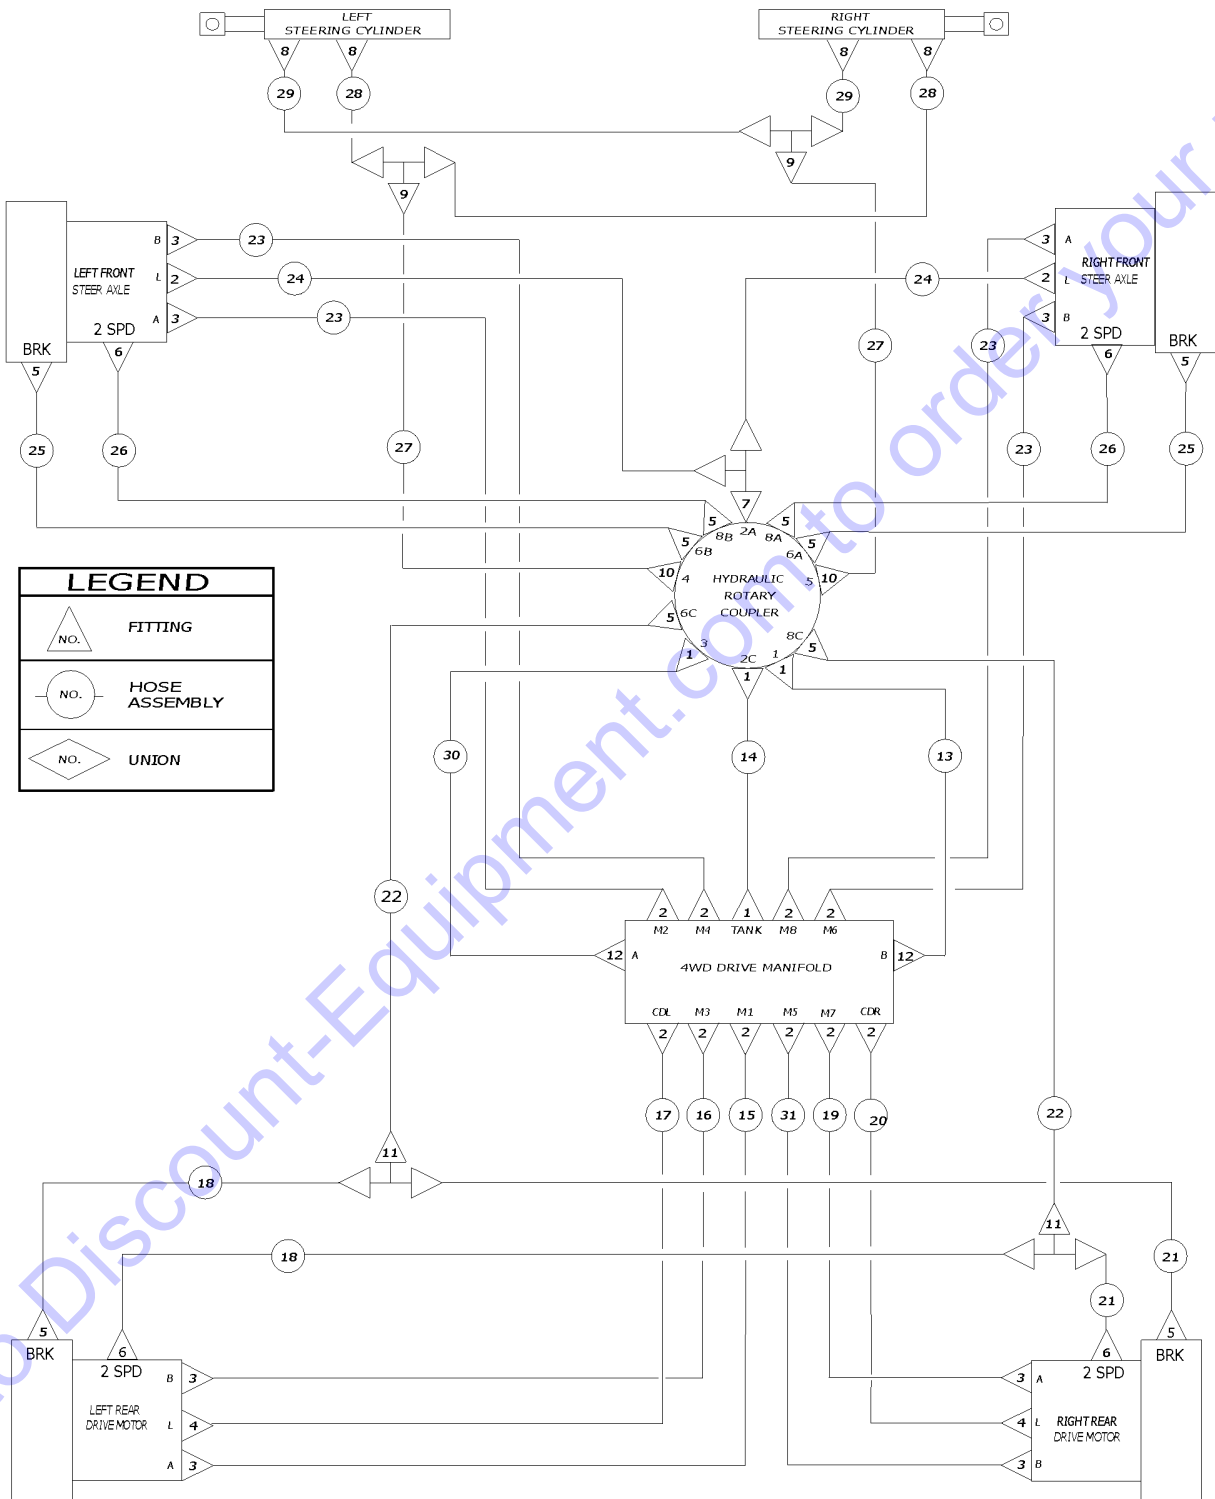 LEFT
STEERING CYLINDER
RIGHT
STEERING CYLINDER
8 8 8 8
29 28 29 28
9
9
B 3 23
LEFT FRONT
STEER AXLE
L 2 24
A 3 23
2 SPD
BRK
6
5
3 A
24 2 L
RIGHT FRONT
STEER AXLE
3 B
2 SPD
BRK
6
5
27 23
25 26 27 23 26 25
7
5 2A 5
8B 8A
5 5
6B 6A
10 4 5 10
HYDRAULIC
ROTARY
COUPLER
5 6C
8C 5
1 3 2C 1 1
1
LEGEND
NO. FITTING
NO. HOSE
ASSEMBLY
NO. UNION
30 14 13
22
2 2 1 2 2
M2 M4 TANK M8 M6
12 A B 12
4WD DRIVE MANIFOLD
CDL M3 M1 M5 M7 CDR
2 2 2 2 2 2
17 16 15 31 19 20
22
11
18
11
18
21
21
5
BRK
6
2 SPD
B 3
LEFT REAR
DRIVE MOTOR
L 4
A 3
6
5
2 SPD
BRK
3 A
4 L
RIGHT REAR
DRIVE MOTOR
3 B
Discount-Equipment.com to order your